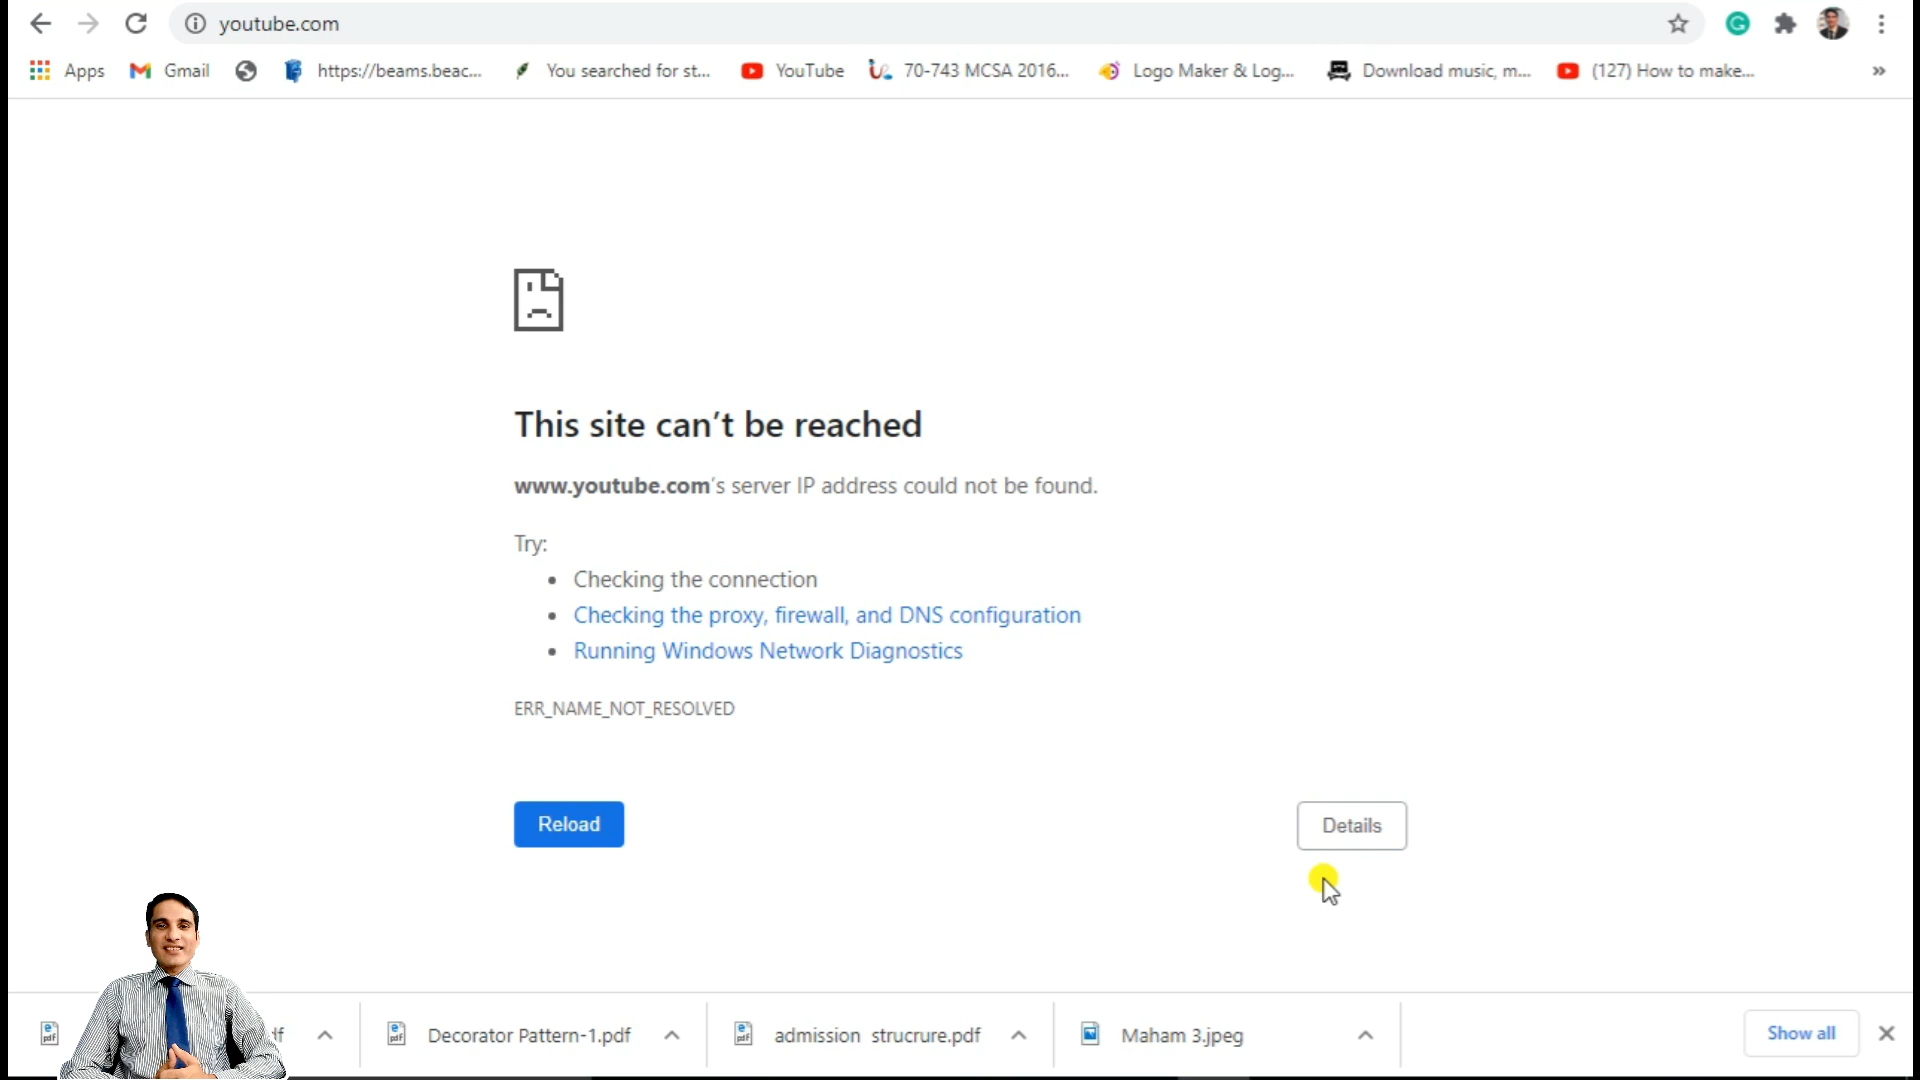 youtube.com
Apps Gmail https://beams.beac... You searched for st... YouTube 70-743 MCSA 2016... Logo Maker & Log... Download music, m... (127) How to make... »
This site can’t be reached
www.youtube.com’s server IP address could not be found.
Try:
• Checking the connection
• Checking the proxy, firewall, and DNS configuration
• Running Windows Network Diagnostics
ERR_NAME_NOT_RESOLVED
Reload Details
Decorator Pattern-1.pdf admission strucrure.pdf Maham 3.jpeg Show all